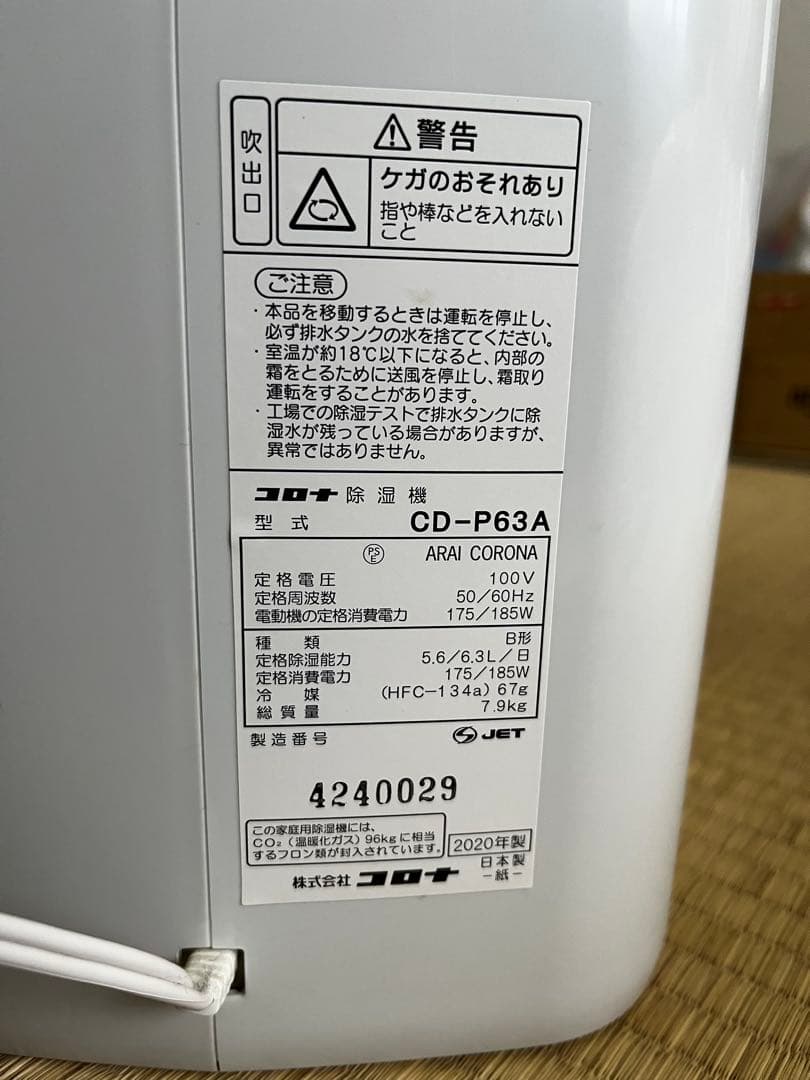 吹出口
⚠警告
ケガのおそれあり
指や棒などを入れない
こと
ご注意
・本品を移動するときは運転を停止し、
必ず排水タンクの水を捨ててください。
・室温が約18℃以下になると、内部の
霜をとるために送風を停止し、霜取り
運転をすることがあります。
・工場での除湿テストで排水タンクに除
湿水が残っている場合がありますが、
異常ではありません。
コロナ 除湿機
型式 CD-P63A
PSE ARAI CORONA
定格電圧 100V
定格周波数 50/60Hz
電動機の定格消費電力 175/185W
種類 B形
定格除湿能力 5.6/6.3L/日
定格消費電力 175/185W
冷媒 (HFC-134a) 67g
総質量 7.9kg
製造番号 JET
4240029
この家庭用除湿機には、
CO₂(温暖化ガス)96kgに相当
するフロン類が封入されています。
2020年製
日本製
株式会社 コロナ -紙-